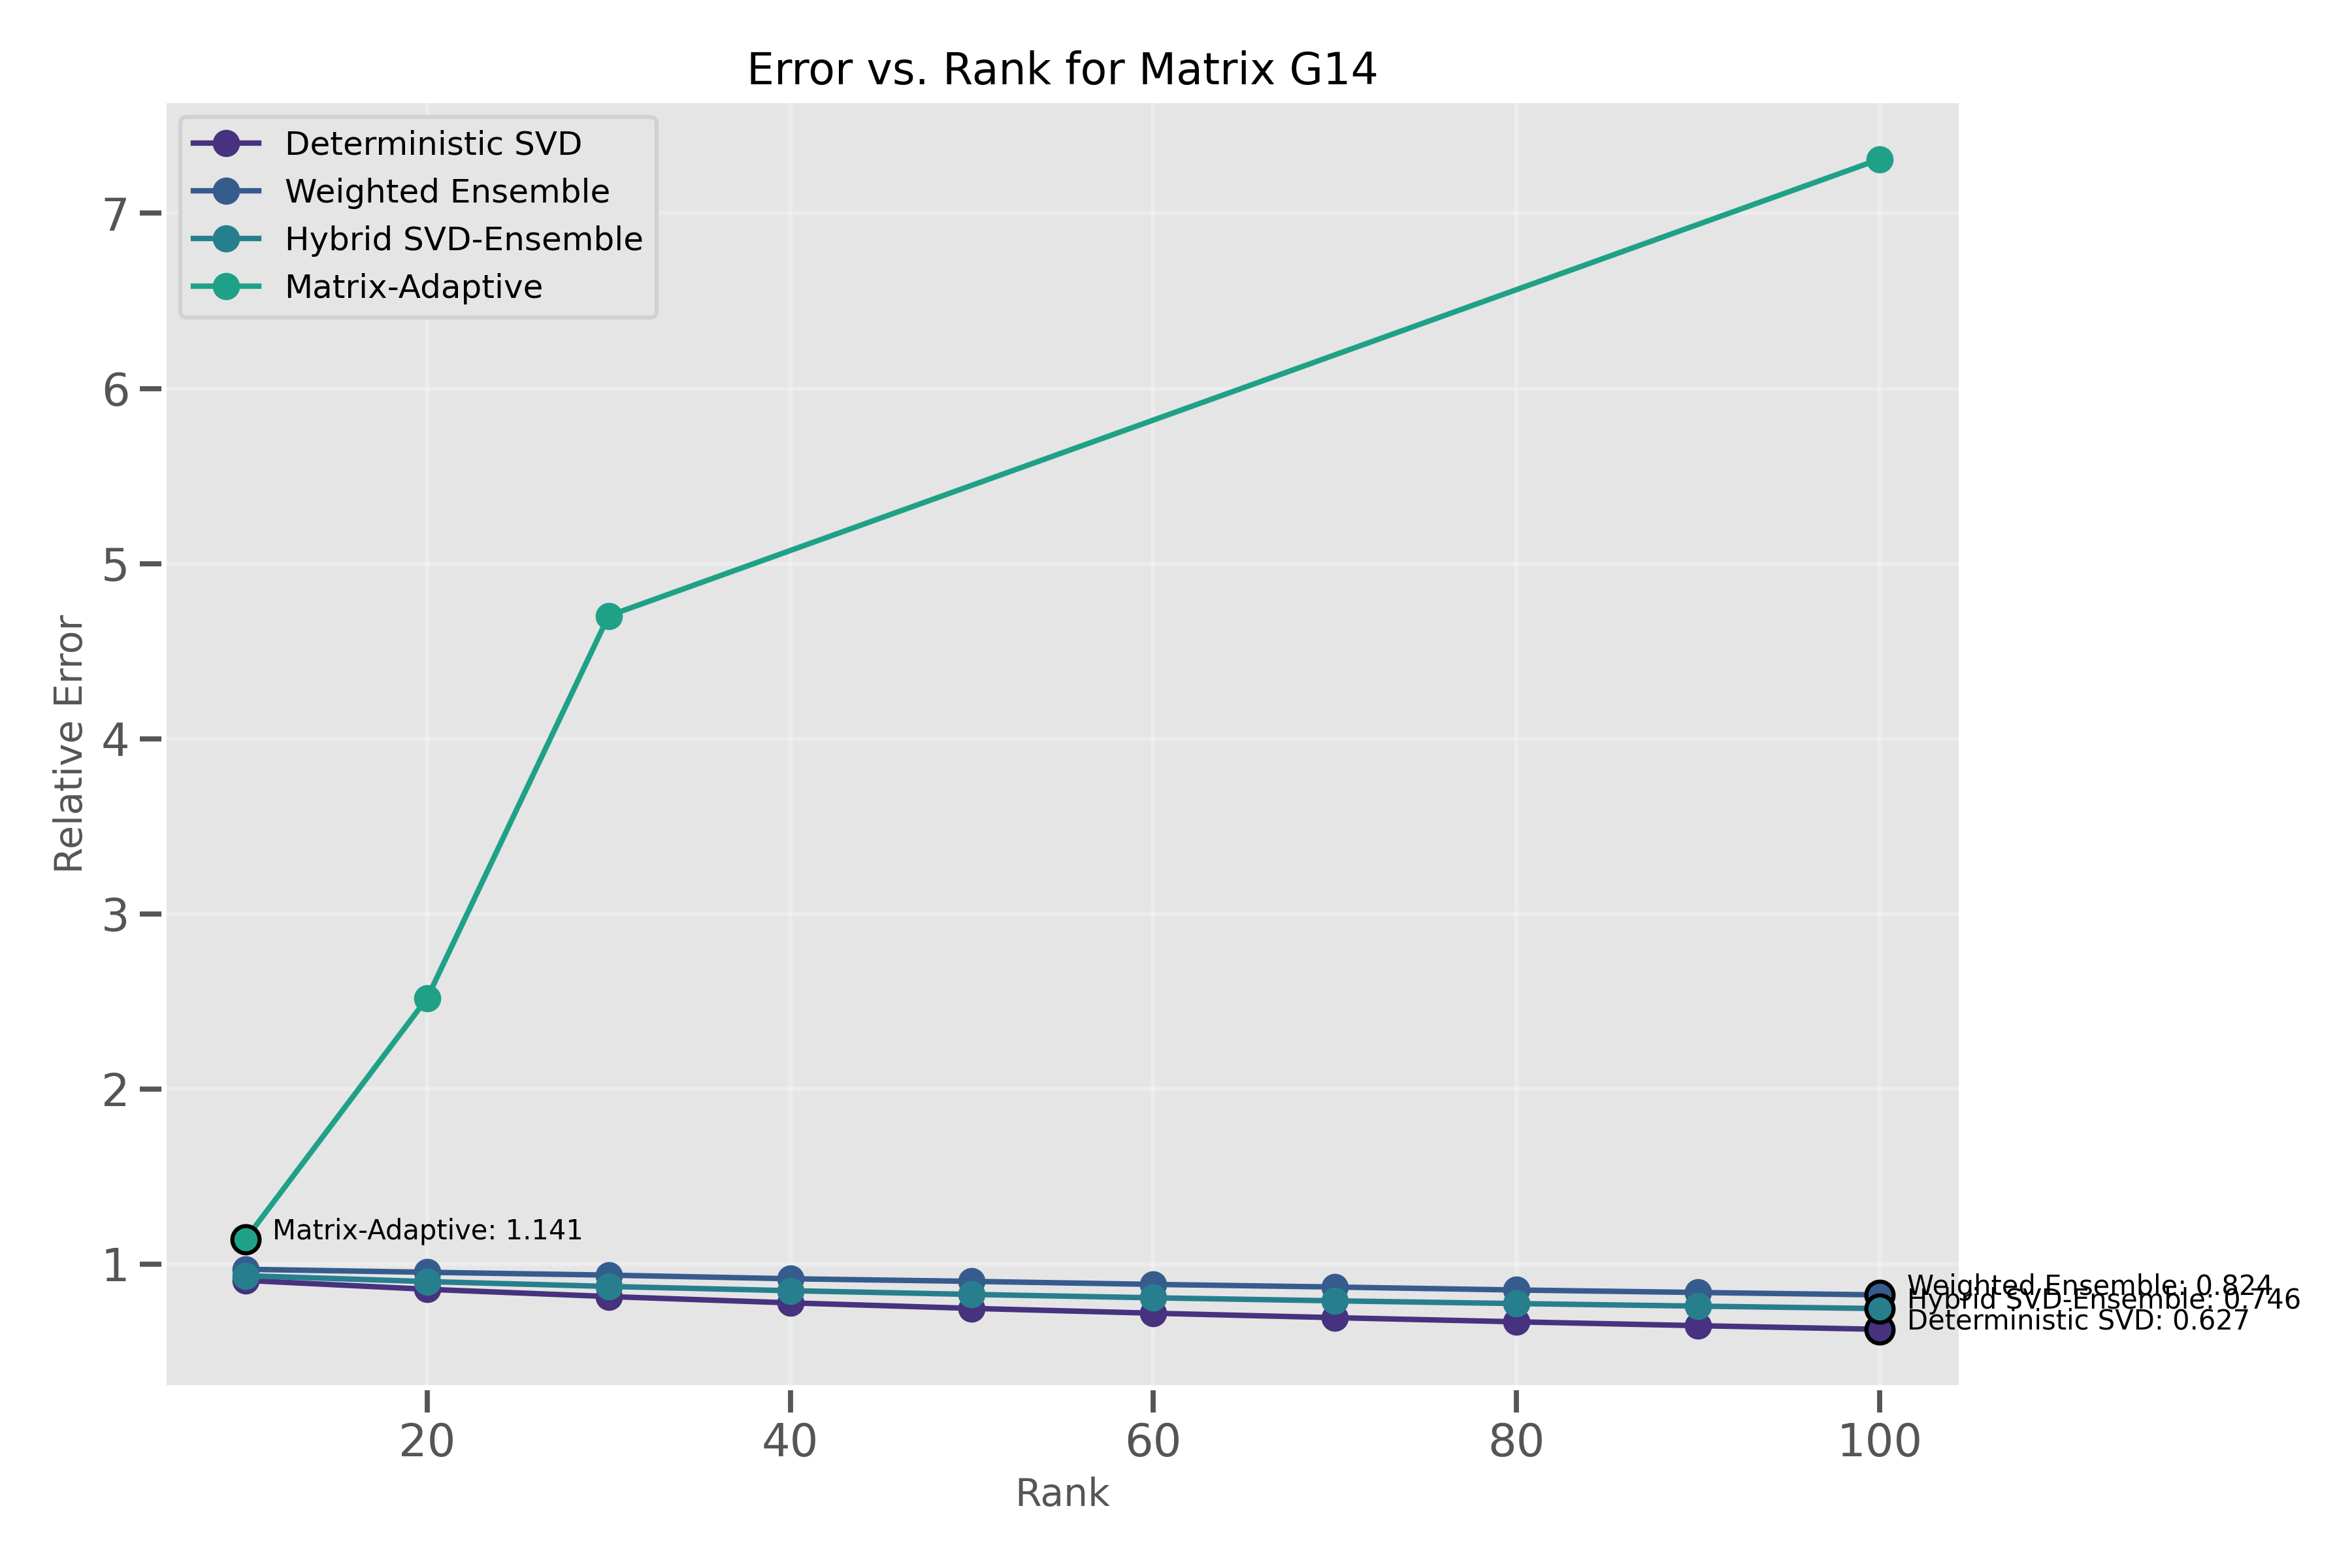 Error vs. Rank for Matrix G14
Deterministic SVD
Weighted Ensemble
Hybrid SVD-Ensemble
Matrix-Adaptive
7
6
5
4
3
2
1
Relative Error
Matrix-Adaptive: 1.141
Weighted Ensemble: 0.824
Hybrid SVD-Ensemble: 0.746
Deterministic SVD: 0.627
20 40 60 80 100
Rank